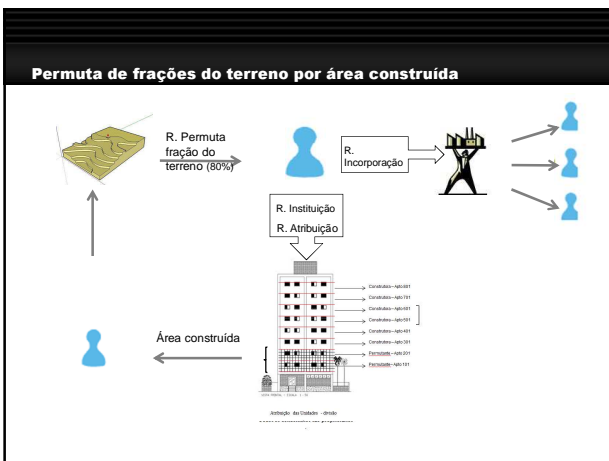 Permuta de frações do terreno por área construída
R. Permuta
fração do
terreno (80%)
R.
Incorporação
R. Instituição
R. Atribuição
Construtora – Apto 801
Construtora – Apto 701
Construtora – Apto 601
Construtora – Apto 501
Construtora – Apto 401
Construtora – Apto 301
Permutante – Apto 201
Permutante – Apto 101
Área construída
Atribuição das Unidades - divisão